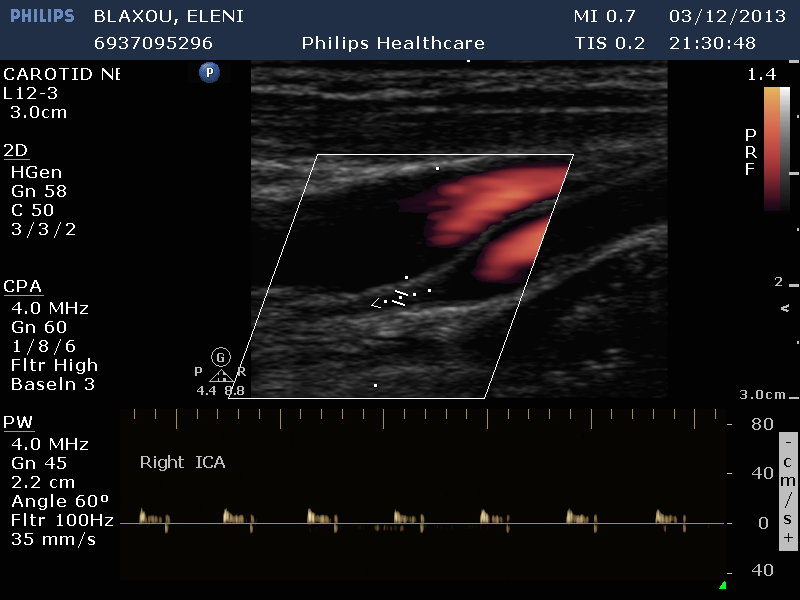 PHILIPS
BLAXOU, ELENI
MI 0.7
03/12/2013
6937095296
Philips Healthcare
TIS 0.2
21:30:48
CAROTID NE
L12-3
3.0cm
P
1.4
PRF
2D
HGen
Gn 58
C 50
3/3/2
CPA
4.0 MHz
Gn 60
1/8/6
Fltr High
Baseln 3
2
G
P R
4.4 8.8
3.0cm
PW
4.0 MHz
Gn 45
2.2 cm
Angle 60º
Fltr 100Hz
35 mm/s
Right ICA
80
40
0
40
- cm/s +